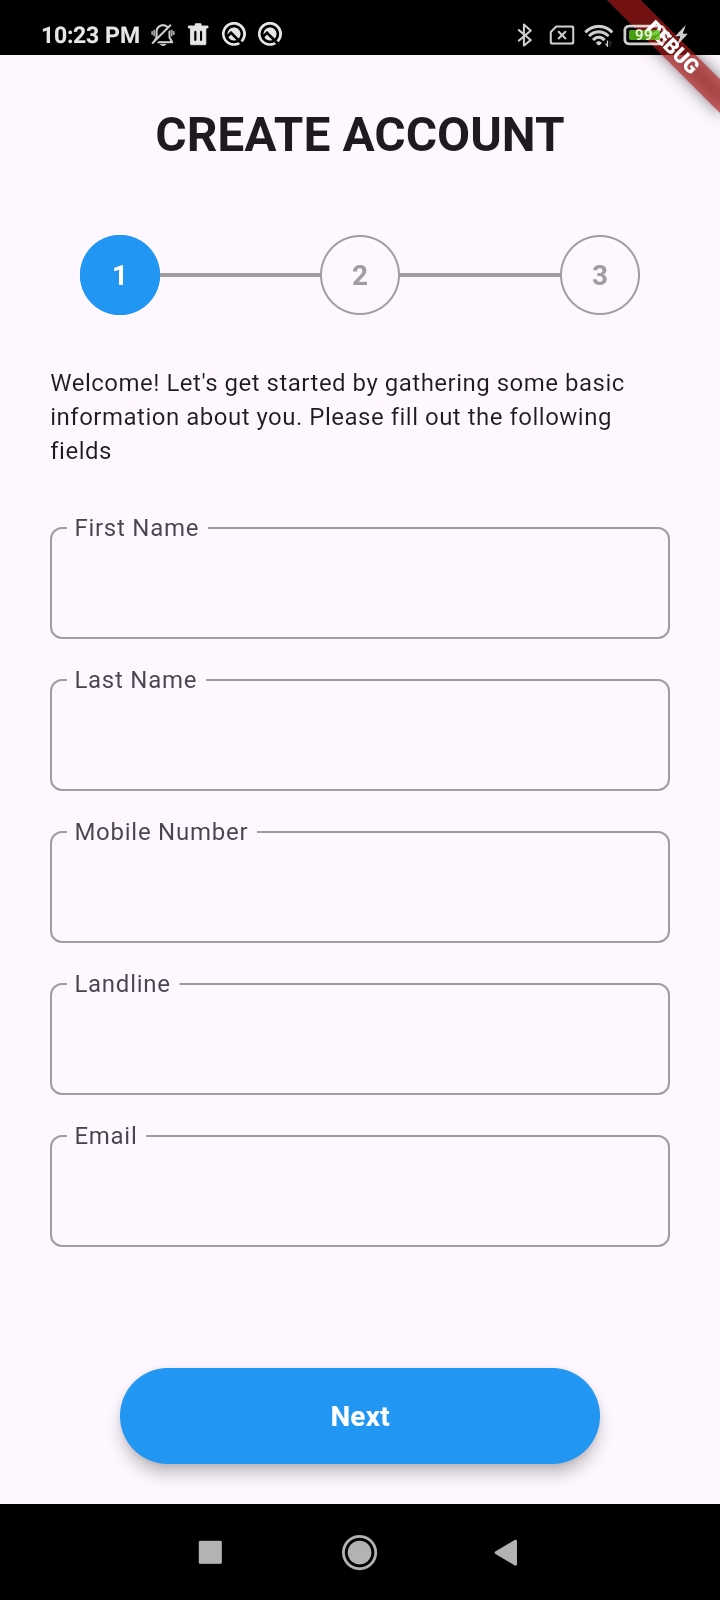 10:23 PM
99
DEBUG
CREATE ACCOUNT
1
2
3
Welcome! Let's get started by gathering some basic
information about you. Please fill out the following
fields
First Name
Last Name
Mobile Number
Landline
Email
Next